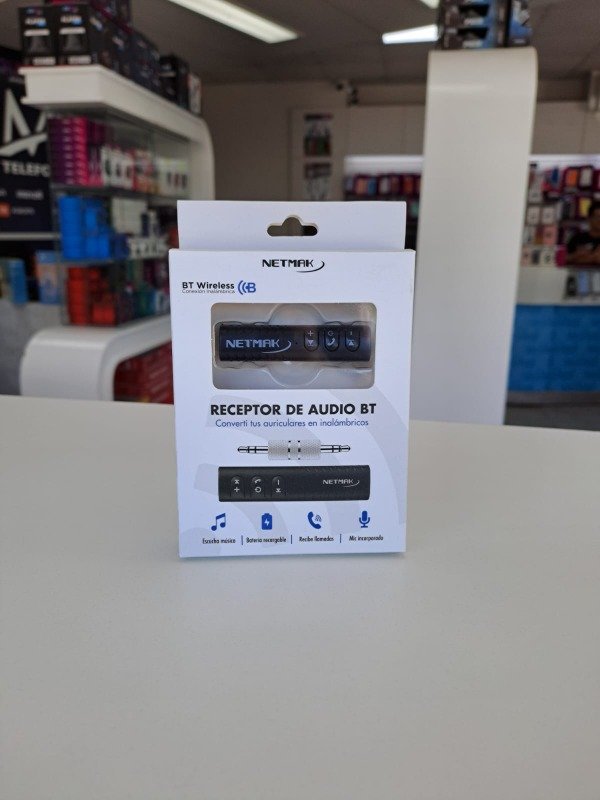 TELEFO
NETMAK
BT Wireless
Conexión inalámbrica
NETMAK
RECEPTOR DE AUDIO BT
Convertí tus auriculares en inalámbricos
NETMAK
Escucha música
Batería recargable
Recibe llamadas
Mic incorporado